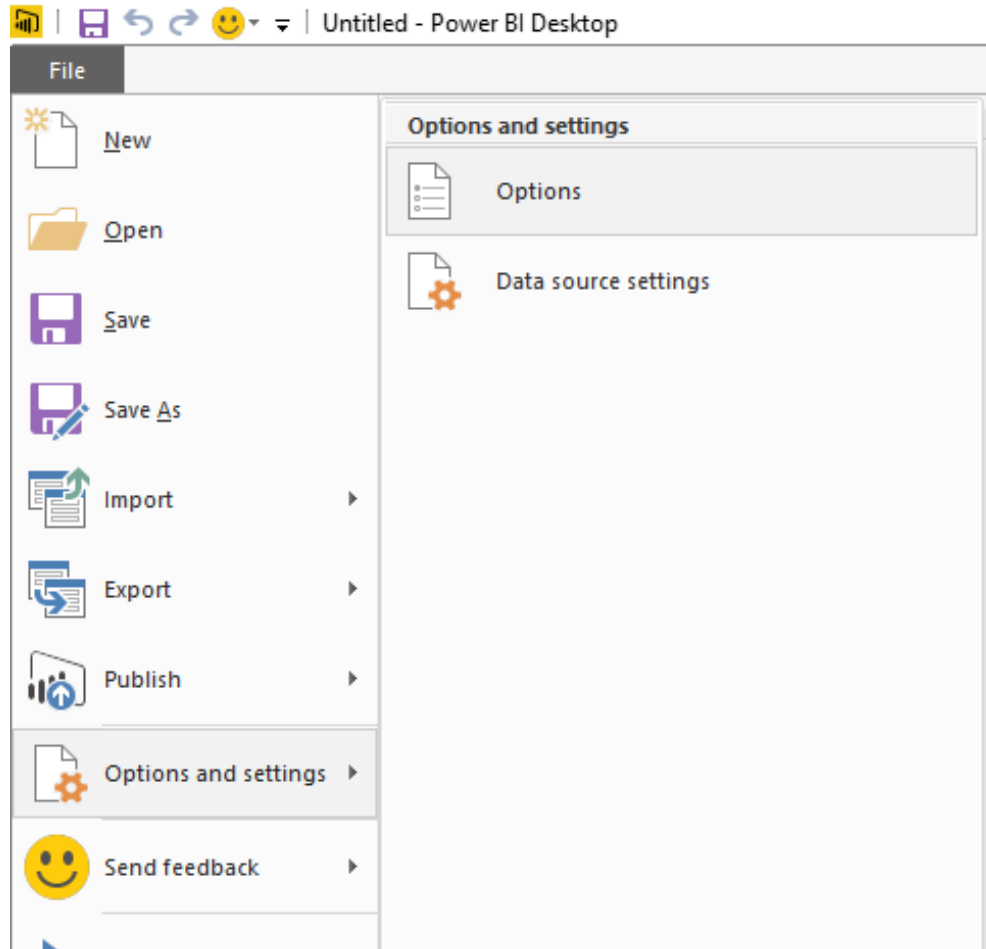 Untitled - Power BI Desktop
File
New
Open
Save
Save As
Import
Export
Publish
Options and settings
Send feedback
Options and settings
Options
Data source settings